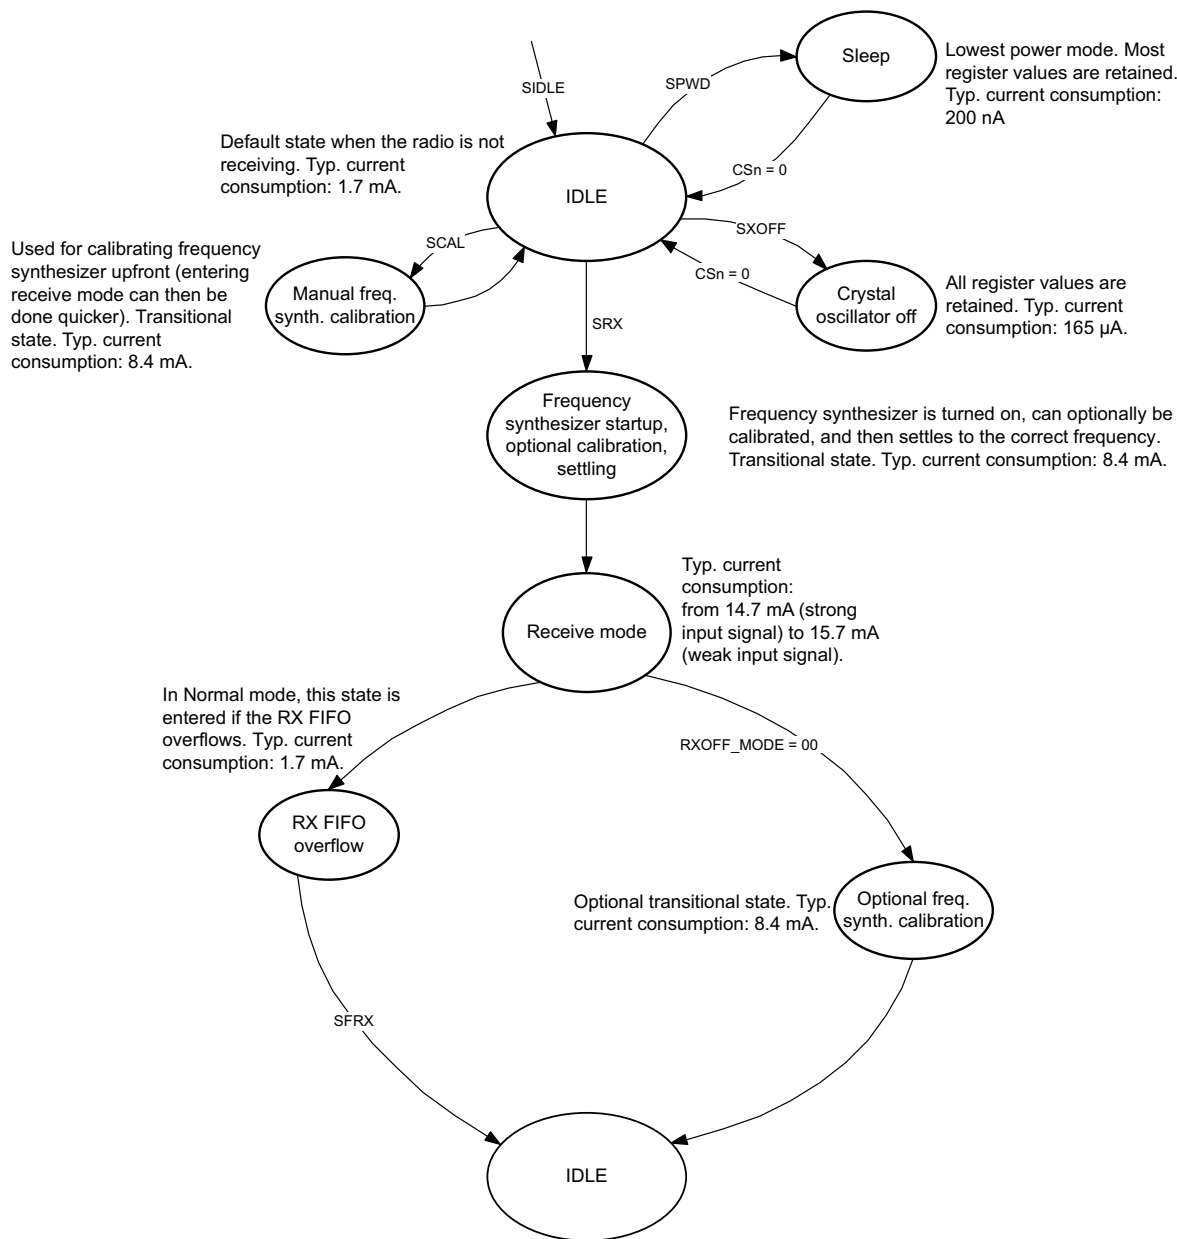 Sleep
Lowest power mode. Most
register values are retained.
Typ. current consumption:
200 nA
SIDLE
SPWD
Default state when the radio is not
receiving. Typ. current
consumption: 1.7 mA.
CSn = 0
IDLE
SXOFF
SCAL
CSn = 0
Used for calibrating frequency
synthesizer upfront (entering
receive mode can then be
done quicker). Transitional
state. Typ. current
consumption: 8.4 mA.
Manual freq.
synth. calibration
Crystal
oscillator off
All register values are
retained. Typ. current
consumption: 165 µA.
SRX
Frequency
synthesizer startup,
optional calibration,
settling
Frequency synthesizer is turned on, can optionally be
calibrated, and then settles to the correct frequency.
Transitional state. Typ. current consumption: 8.4 mA.
Receive mode
Typ. current
consumption:
from 14.7 mA (strong
input signal) to 15.7 mA
(weak input signal).
In Normal mode, this state is
entered if the RX FIFO
overflows. Typ. current
consumption: 1.7 mA.
RXOFF_MODE = 00
RX FIFO
overflow
Optional transitional state. Typ.
current consumption: 8.4 mA.
Optional freq.
synth. calibration
SFRX
IDLE